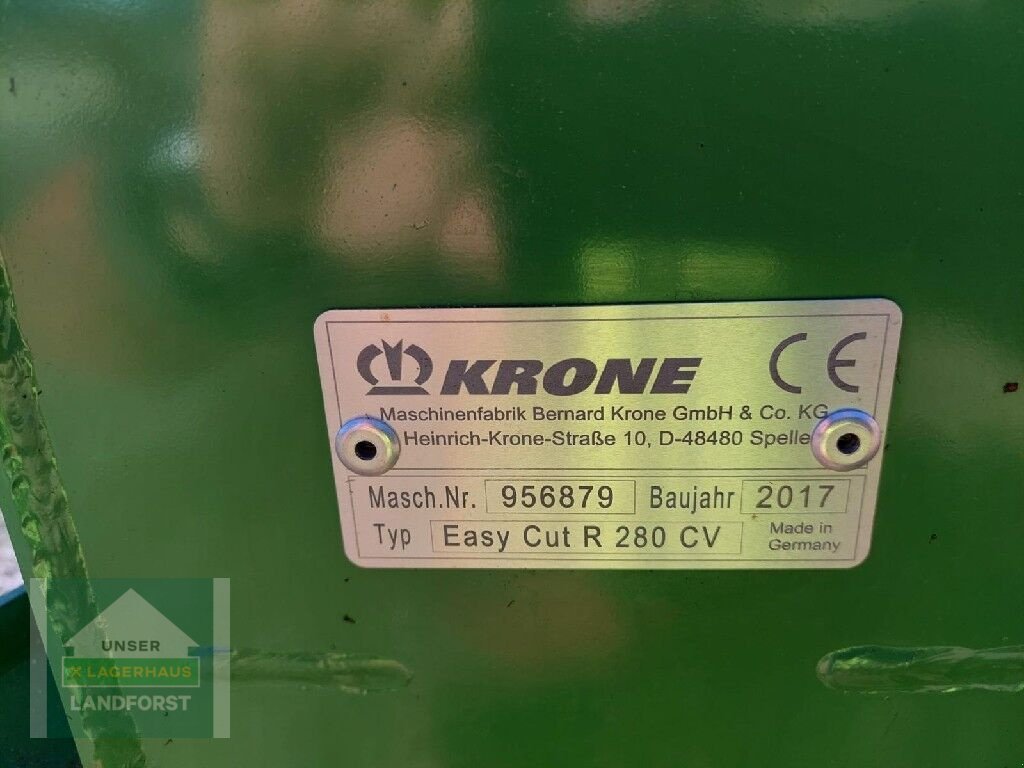 KRONE CE
Maschinenfabrik Bernard Krone GmbH & Co. KG
Heinrich-Krone-Straße 10, D-48480 Spelle
Masch.Nr. 956879 Baujahr 2017
Typ Easy Cut R 280 CV Made in
Germany
UNSER
LAGERHAUS
LANDFORST